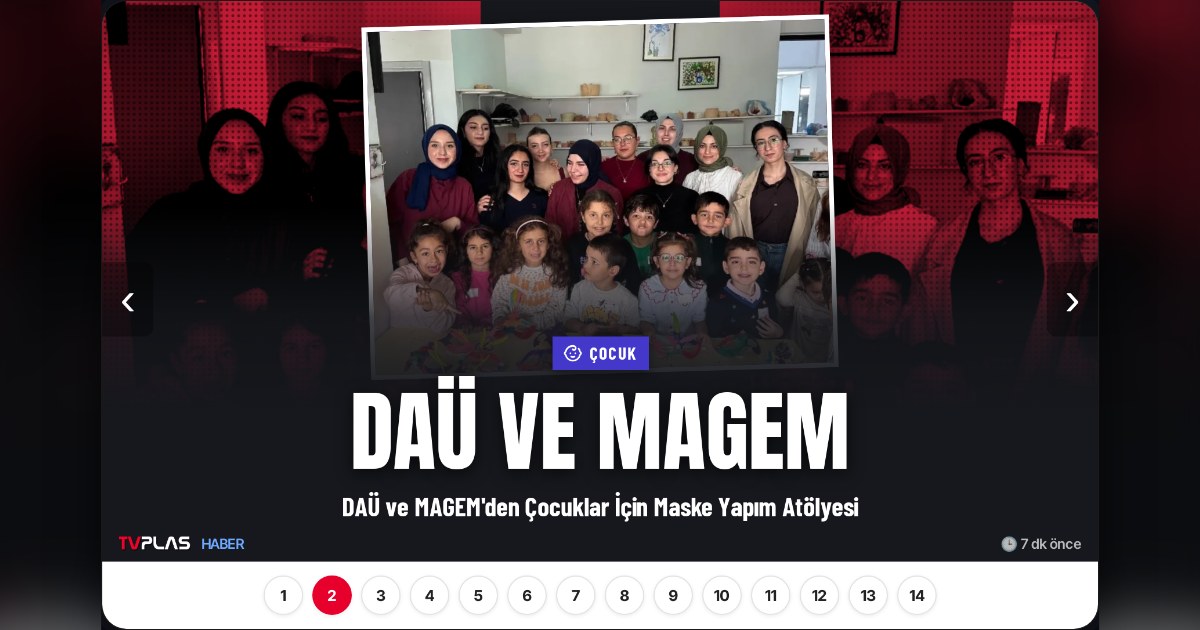 ÇOCUK
DAÜ VE MAGEM
DAÜ ve MAGEM'den Çocuklar İçin Maske Yapım Atölyesi
TVPLAS HABER
7 dk önce
1 2 3 4 5 6 7 8 9 10 11 12 13 14